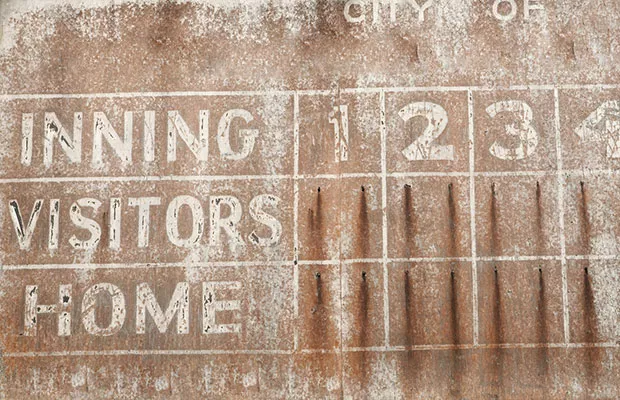 CITY OF
INNING 1 2 3 4
VISITORS
HOME